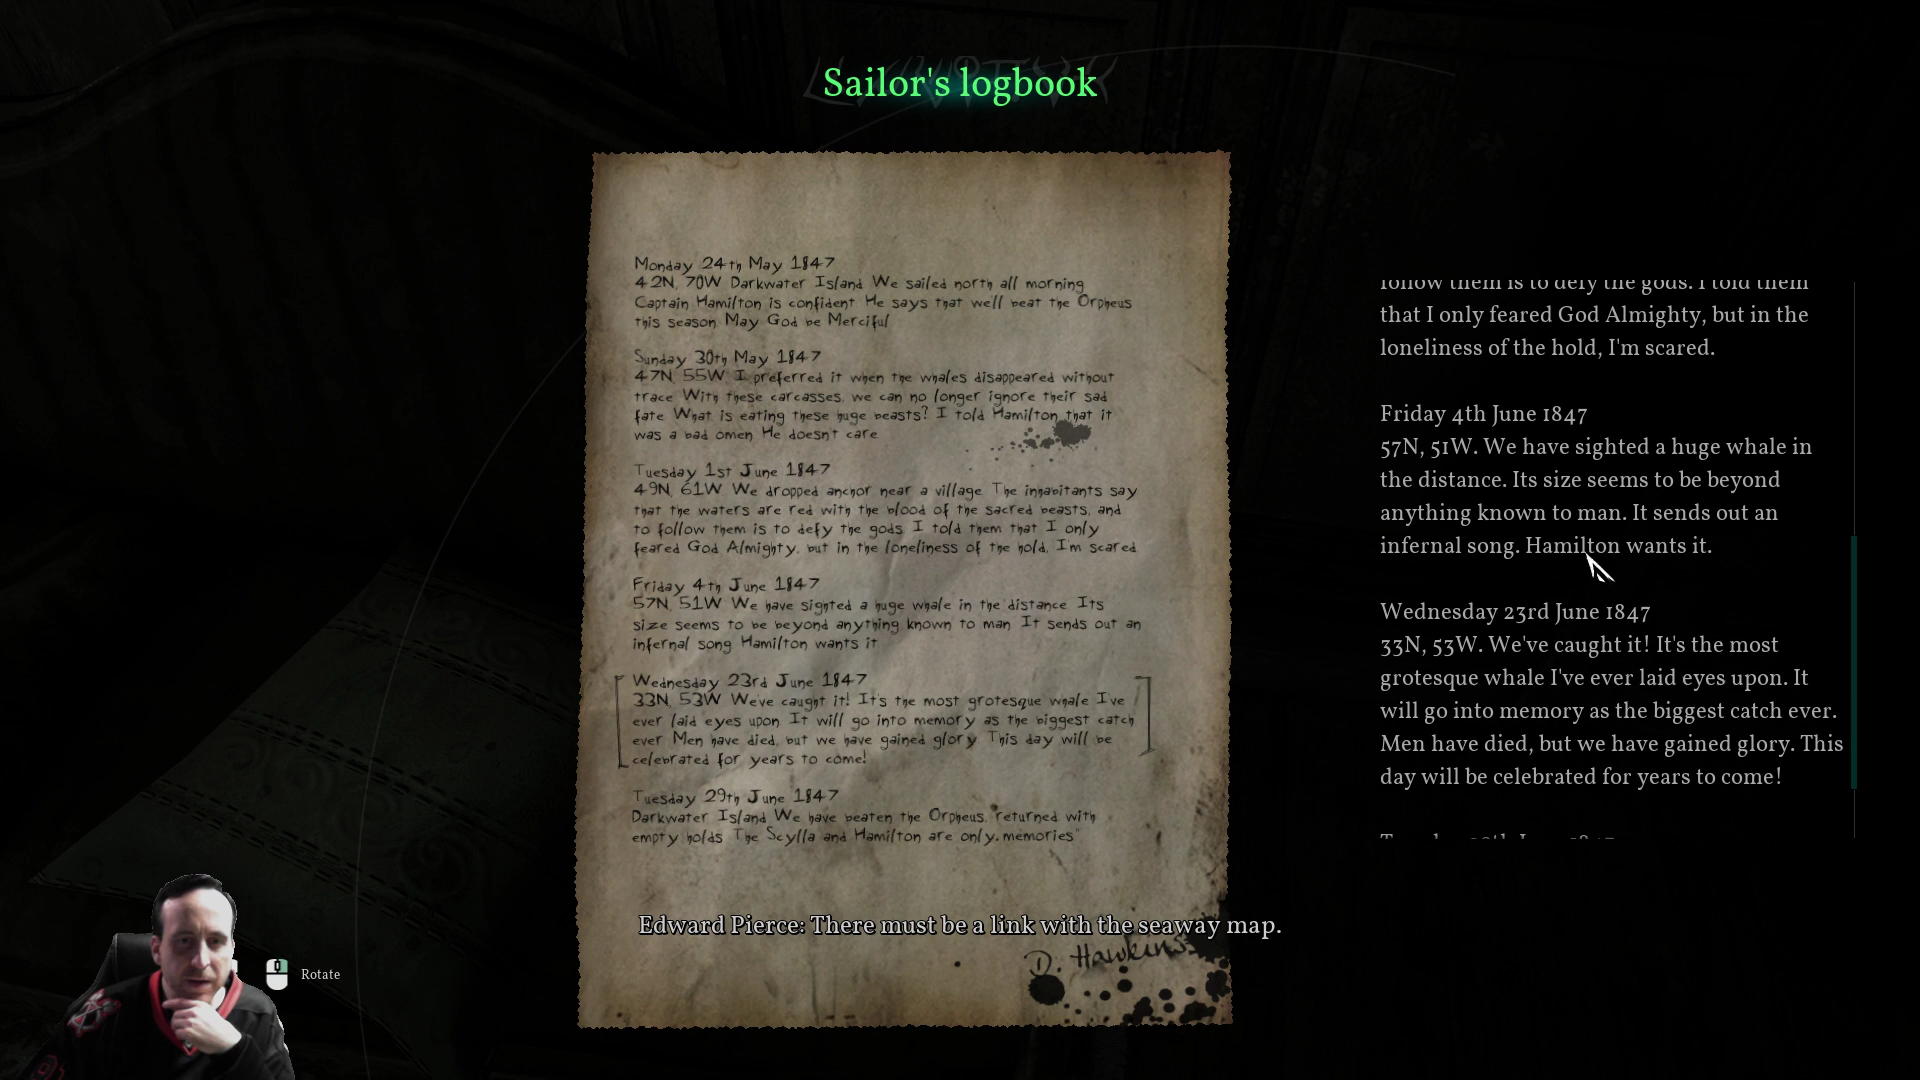 Sailor's logbook
Monday 24th May 1847
42N, 70W Darkwater Island We sailed north all morning
Captain Hamilton is confident He says that we'll beat the Orpheus
this season May God be Merciful
Sunday 30th May 1847
47N, 55W I preferred it when the whales disappeared without
trace With these carcasses, we can no longer ignore their sad
fate What is eating these huge beasts? I told Hamilton that it
was a bad omen He doesn't care
Tuesday 1st June 1847
49N, 61W We dropped anchor near a village The inhabitants say
that the waters are red with the blood of the sacred beasts, and
to follow them is to defy the gods I told them that I only
feared God Almighty, but in the loneliness of the hold, I'm scared
Friday 4th June 1847
57N, 51W We have sighted a huge whale in the distance Its
size seems to be beyond anything known to man It sends out an
infernal song Hamilton wants it
Wednesday 23rd June 1847
33N, 53W We've caught it! It's the most grotesque whale I've
ever laid eyes upon It will go into memory as the biggest catch
ever Men have died, but we have gained glory This day will be
celebrated for years to come!
Tuesday 29th June 1847
Darkwater Island We have beaten the Orpheus, returned with
empty holds The Scylla and Hamilton are only memories"
D. Hawkins
follow them is to defy the gods. I told them
that I only feared God Almighty, but in the
loneliness of the hold, I'm scared.
Friday 4th June 1847
57N, 51W. We have sighted a huge whale in
the distance. Its size seems to be beyond
anything known to man. It sends out an
infernal song. Hamilton wants it.
Wednesday 23rd June 1847
33N, 53W. We've caught it! It's the most
grotesque whale I've ever laid eyes upon. It
will go into memory as the biggest catch ever.
Men have died, but we have gained glory. This
day will be celebrated for years to come!
Edward Pierce: There must be a link with the seaway map.
Rotate